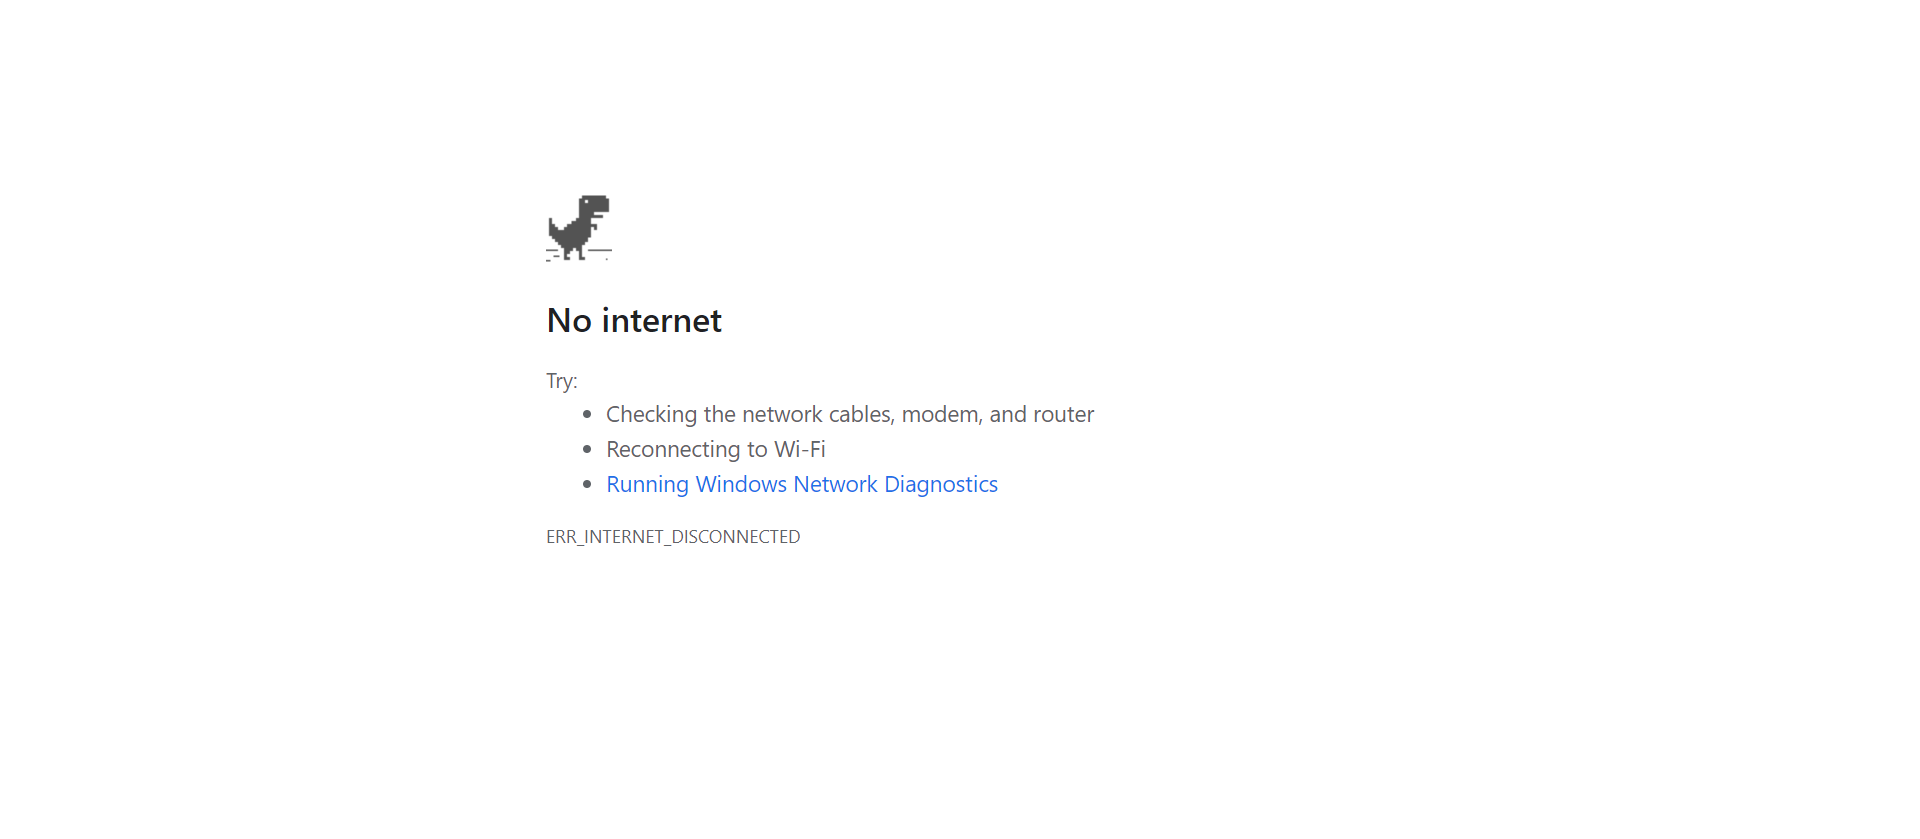 No internet
Try:
Checking the network cables, modem, and router
Reconnecting to Wi-Fi
Running Windows Network Diagnostics
ERR_INTERNET_DISCONNECTED